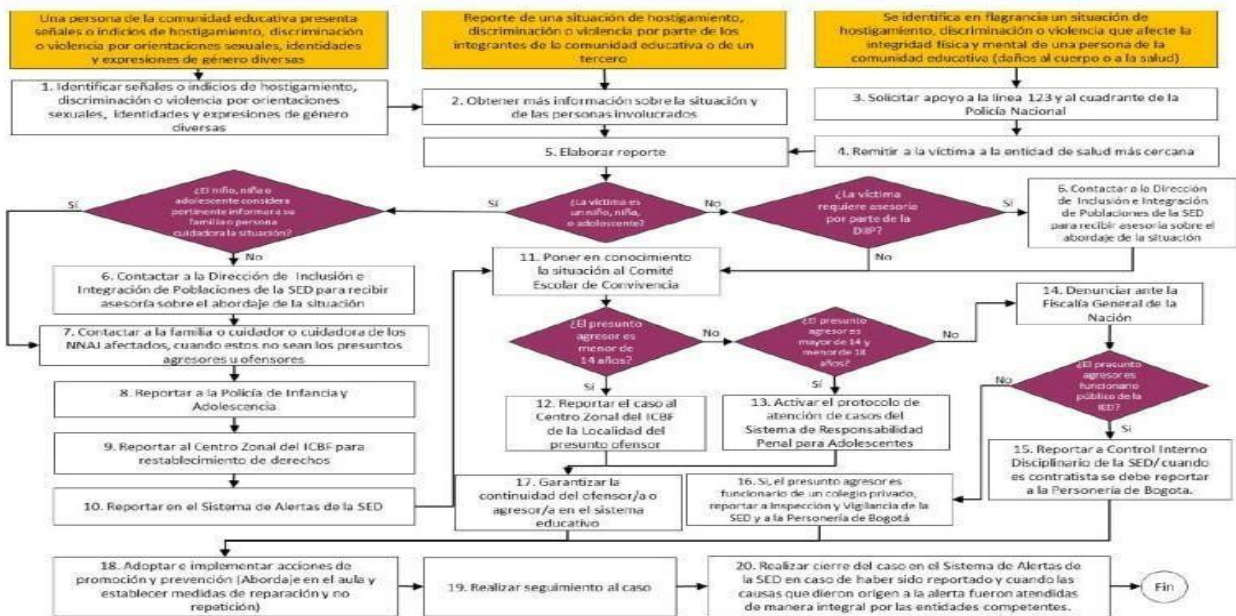 Una persona de la comunidad educativa presenta
señales o indicios de hostigamiento, discriminación
o violencia por orientaciones sexuales, identidades
y expresiones de género diversas
Reporte de una situación de hostigamiento,
discriminación o violencia por parte de los
integrantes de la comunidad educativa o de un
tercero
Se identifica en flagrancia un situación de
hostigamiento, discriminación o violencia que afecte la
integridad física y mental de una persona de la
comunidad educativa (daños al cuerpo o a la salud)
1. Identificar señales o indicios de hostigamiento,
discriminación o violencia por orientaciones
sexuales, identidades y expresiones de género
diversas
2. Obtener más información sobre la situación y
de las personas involucrados
3. Solicitar apoyo a la línea 123 y al cuadrante de la
Policía Nacional
5. Elaborar reporte
4. Remitir a la víctima a la entidad de salud más cercana
Sí
¿El niño, niña o
adolescente considera
pertinente informar a su
familia o persona
cuidadora la situación?
Sí
¿La víctima es
un niño, niña,
o adolescente?
No
¿La víctima
requiere asesoría
por parte de la
DIIP?
Sí
6. Contactar a la Dirección
de Inclusión e Integración
de Poblaciones de la SED
para recibir asesoría sobre el
abordaje de la situación
No
No
6. Contactar a la Dirección de Inclusión e
Integración de Poblaciones de la SED para recibir
asesoría sobre el abordaje de la situación
11. Poner en conocimiento
la situación al Comité
Escolar de Convivencia
14. Denunciar ante la
Fiscalía General de la
Nación
7. Contactar a la familia o cuidador o cuidadora de los
NNAJ afectados, cuando estos no sean los presuntos
agresores u ofensores
¿El presunto
agresor es
menor de
14 años?
No
¿El presunto
agresor es
mayor de 14 y
menor de 18
años?
No
8. Reportar a la Policía de Infancia y
Adolescencia
Sí
Sí
No
¿El presunto
agresor es
funcionario
público de la
IED?
Sí
12. Reportar el caso al
Centro Zonal del ICBF
de la Localidad del
presunto ofensor
13. Activar el protocolo de
atención de casos del
Sistema de Responsabilidad
Penal para Adolescentes
9. Reportar al Centro Zonal del ICBF para
restablecimiento de derechos
15. Reportar a Control Interno
Disciplinario de la SED/ cuando
es contratista se debe reportar
a la Personería de Bogota.
10. Reportar en el Sistema de Alertas de la SED
17. Garantizar la
continuidad del ofensor/a o
agresor/a en el sistema
educativo
16. Si, el presunto agresor es
funcionario de un colegio privado,
reportar a Inspección y Vigilancia de la
SED y a la Personería de Bogotá
18. Adoptar e implementar acciones de
promoción y prevención (Abordaje en el aula y
establecer medidas de reparación y no
repetición)
19. Realizar seguimiento al caso
20. Realizar cierre del caso en el Sistema de Alertas de
la SED en caso de haber sido reportado y cuando las
causas que dieron origen a la alerta fueron atendidas
de manera integral por las entidades competentes.
Fin